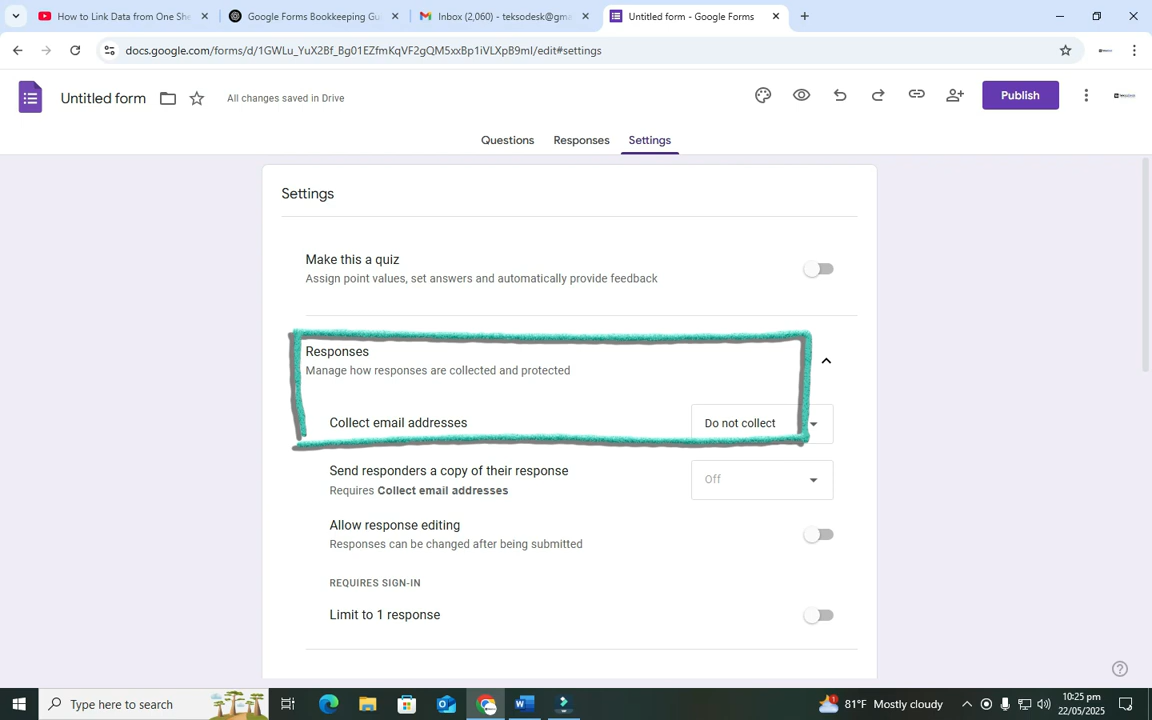 How to Link Data from One She
Google Forms Bookkeeping Gu
Inbox (2,060) - teksodesk@gma
Untitled form - Google Forms
docs.google.com/forms/d/1GWLu_YuX2Bf_Bg01EZfmKqVF2gQM5xxBp1iVLXpB9mI/edit#settings
Untitled form
All changes saved in Drive
Publish
Questions
Responses
Settings
Settings
Make this a quiz
Assign point values, set answers and automatically provide feedback
Responses
Manage how responses are collected and protected
Collect email addresses
Do not collect
Send responders a copy of their response
Off
Requires Collect email addresses
Allow response editing
Responses can be changed after being submitted
REQUIRES SIGN-IN
Limit to 1 response
Type here to search
81°F Mostly cloudy
10:25 pm
22/05/2025